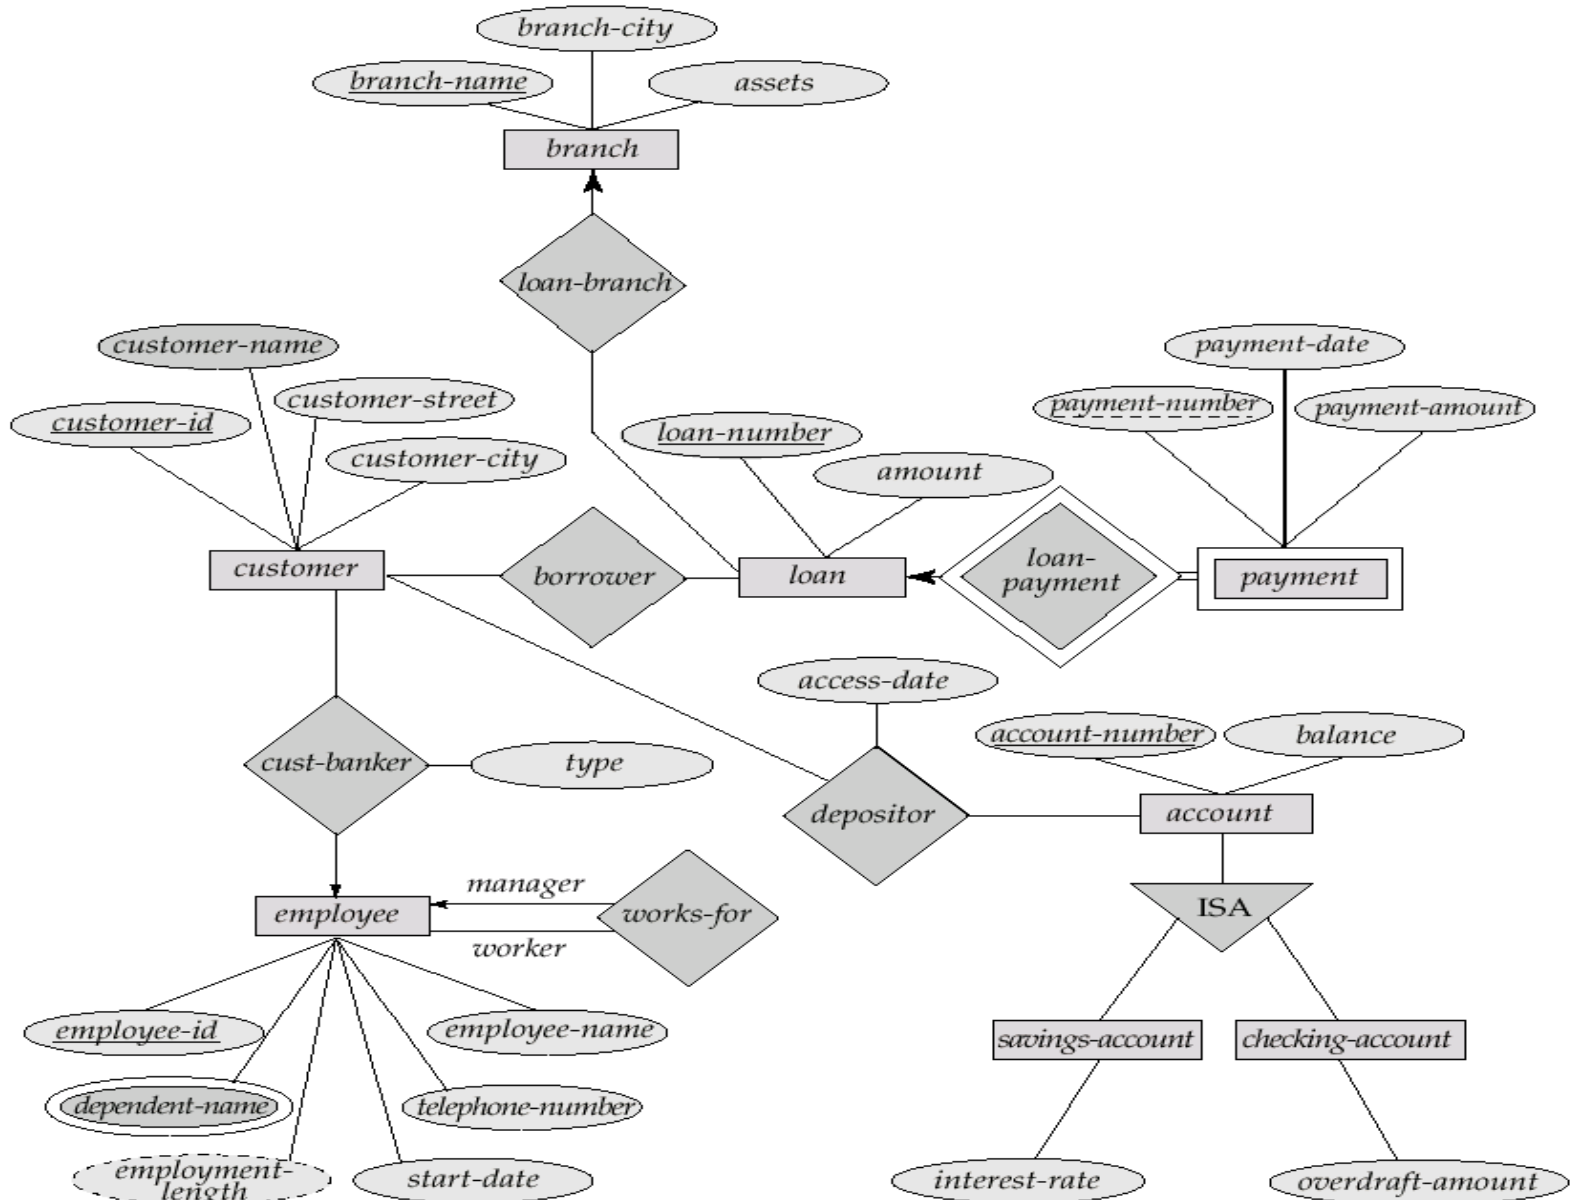 branch-city
branch-name
assets
branch
loan-branch
customer-name
payment-date
customer-street
payment-number
payment-amount
customer-id
loan-number
customer-city
amount
customer
borrower
loan
loan-
payment
payment
access-date
account-number
balance
cust-banker
type
depositor
account
manager
employee
works-for
worker
ISA
employee-id
employee-name
savings-account
checking-account
dependent-name
telephone-number
employment-
length
start-date
interest-rate
overdraft-amount